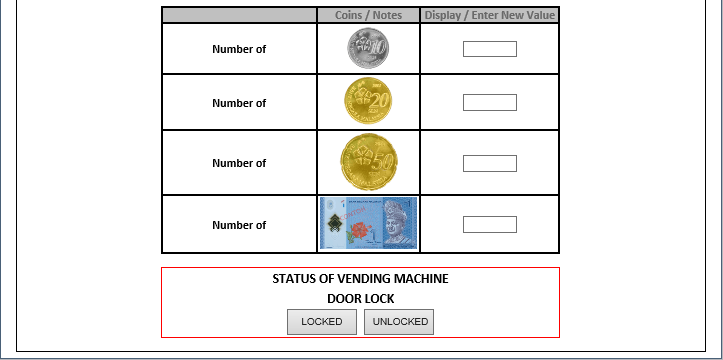 Coins / Notes Display / Enter New Value
Number of 10
Number of 20
Number of 50
Number of 1
STATUS OF VENDING MACHINE
DOOR LOCK
LOCKED UNLOCKED